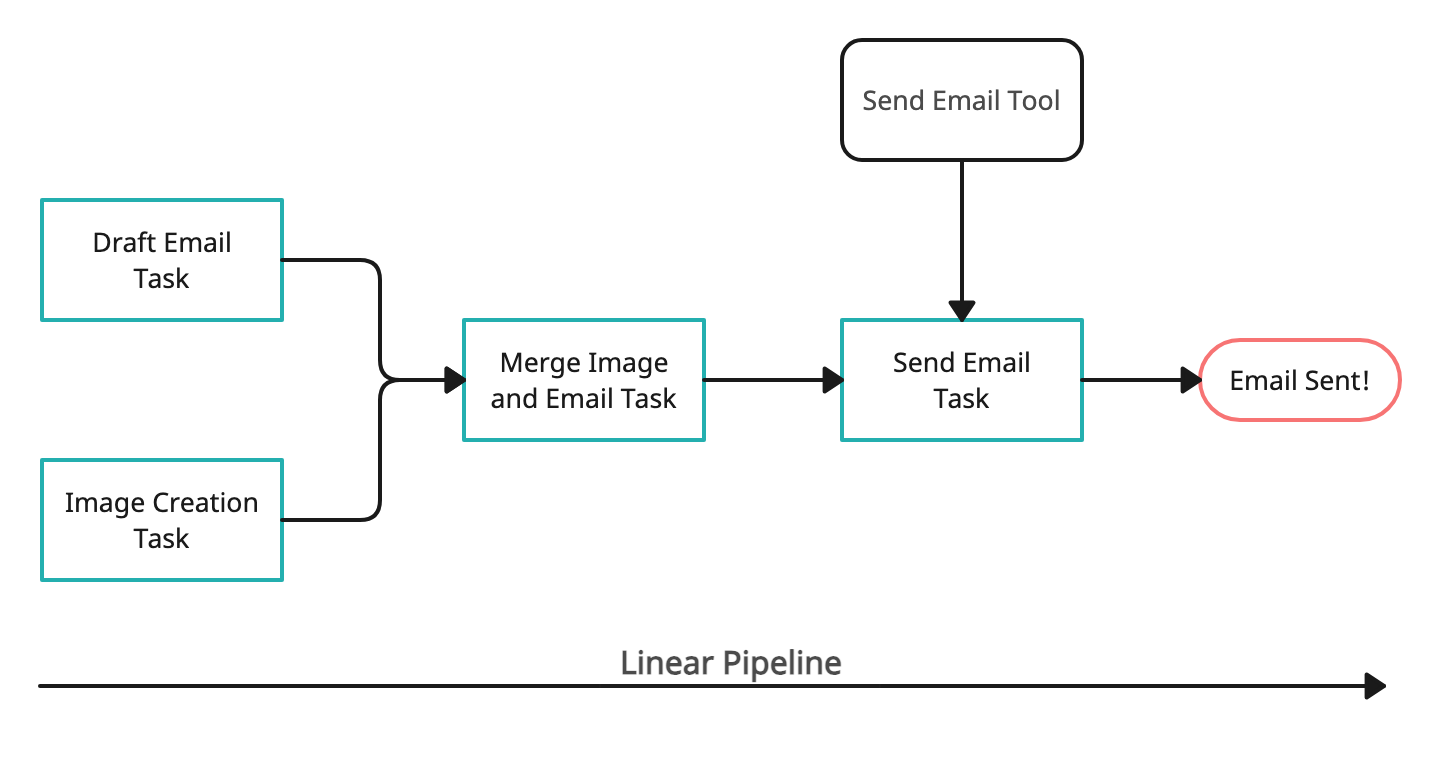 Send Email Tool
Draft Email
Task
Merge Image
and Email Task
Send Email
Task
Email Sent!
Image Creation
Task
Linear Pipeline